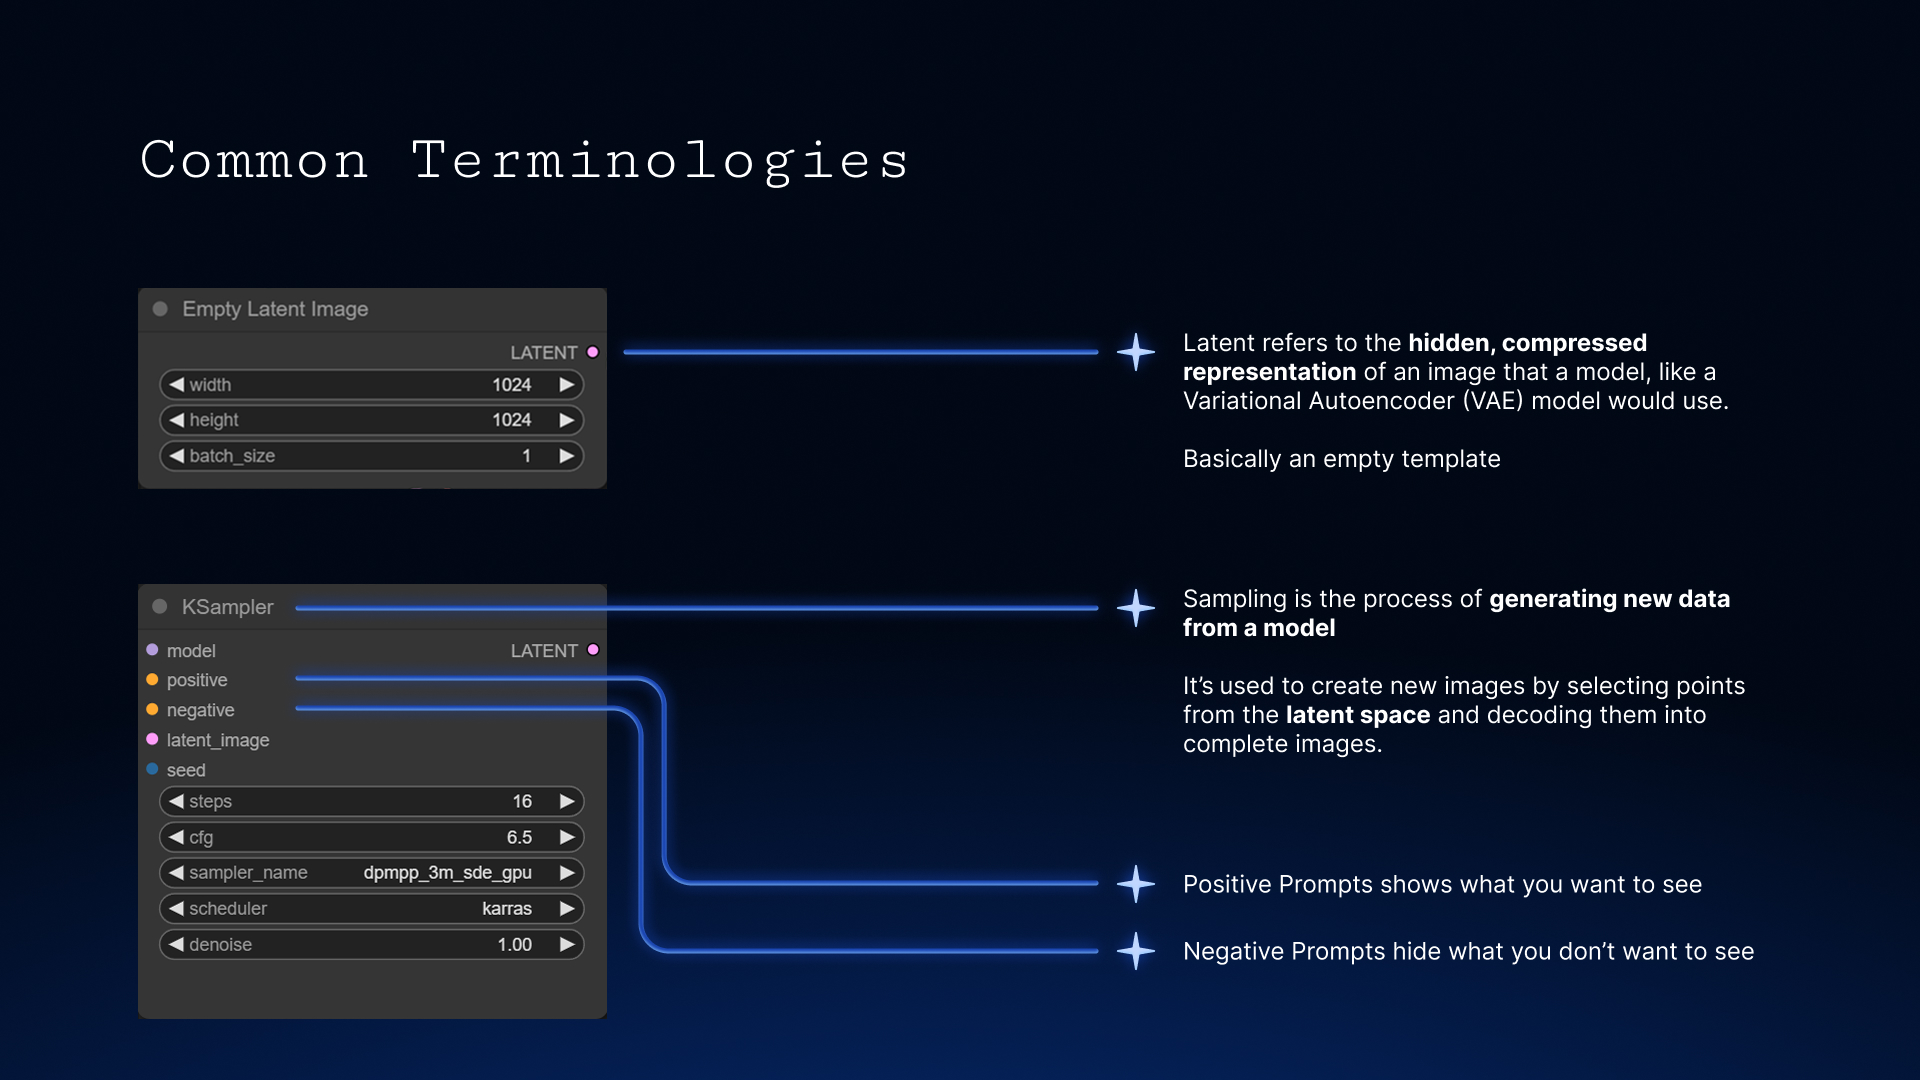 Common Terminologies
Empty Latent Image
LATENT
width 1024
height 1024
batch_size 1
Latent refers to the hidden, compressed
representation of an image that a model, like a
Variational Autoencoder (VAE) model would use.
Basically an empty template
KSampler
model LATENT
positive
negative
latent_image
seed
steps 16
cfg 6.5
sampler_name dpmpp_3m_sde_gpu
scheduler karras
denoise 1.00
Sampling is the process of generating new data
from a model
It’s used to create new images by selecting points
from the latent space and decoding them into
complete images.
Positive Prompts shows what you want to see
Negative Prompts hide what you don’t want to see